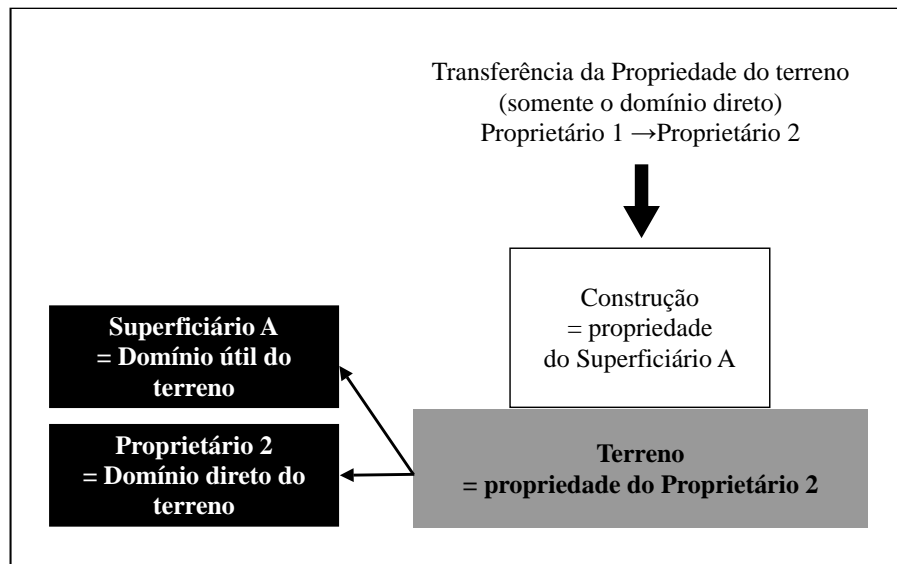 Transferência da Propriedade do terreno
(somente o domínio direto)
Proprietário 1 →Proprietário 2
Construção
= propriedade
do Superficiário A
Superficiário A
= Domínio útil do
terreno
Proprietário 2
= Domínio direto do
terreno
Terreno
= propriedade do Proprietário 2